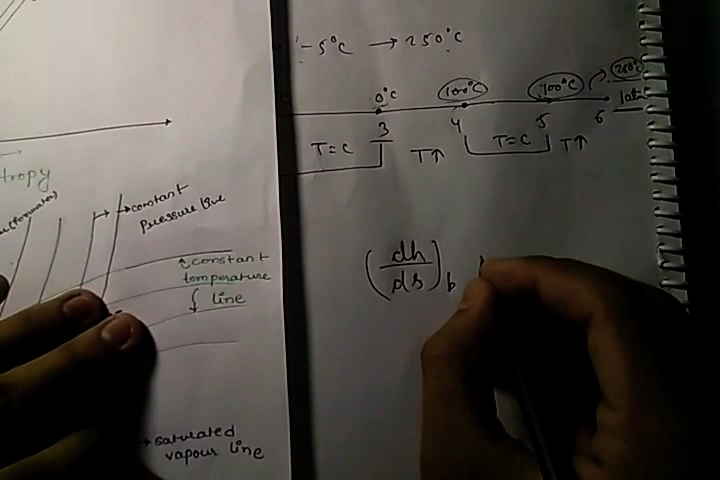 -5°C → 250°C
0°C 100°C 100°C 250°C
3 4 5 6 1atm
T=C T↑ T=C T↑
(dh/ds)b
tropy
→constant
pressure line
↑constant
temperature
line
→saturated
vapour line